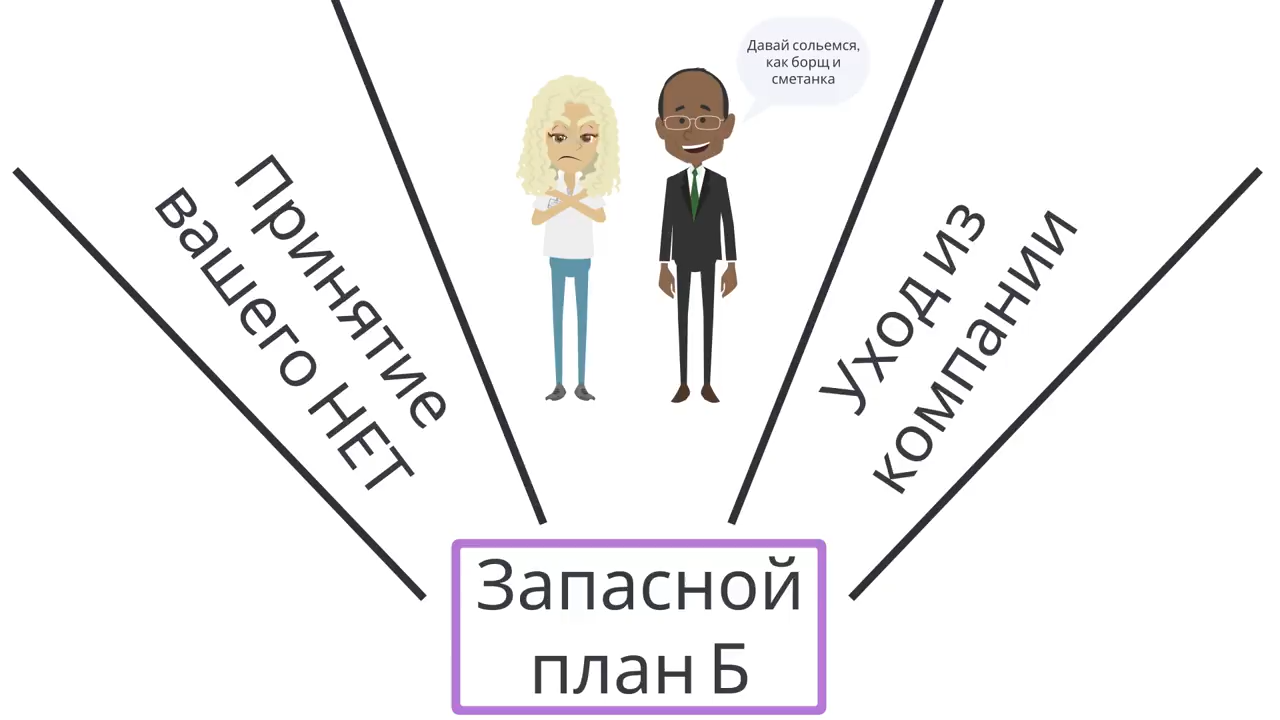 Давай сольемся,
как борщ и
сметанка
Принятие
вашего НЕТ
Уход из
компании
Запасной
план Б